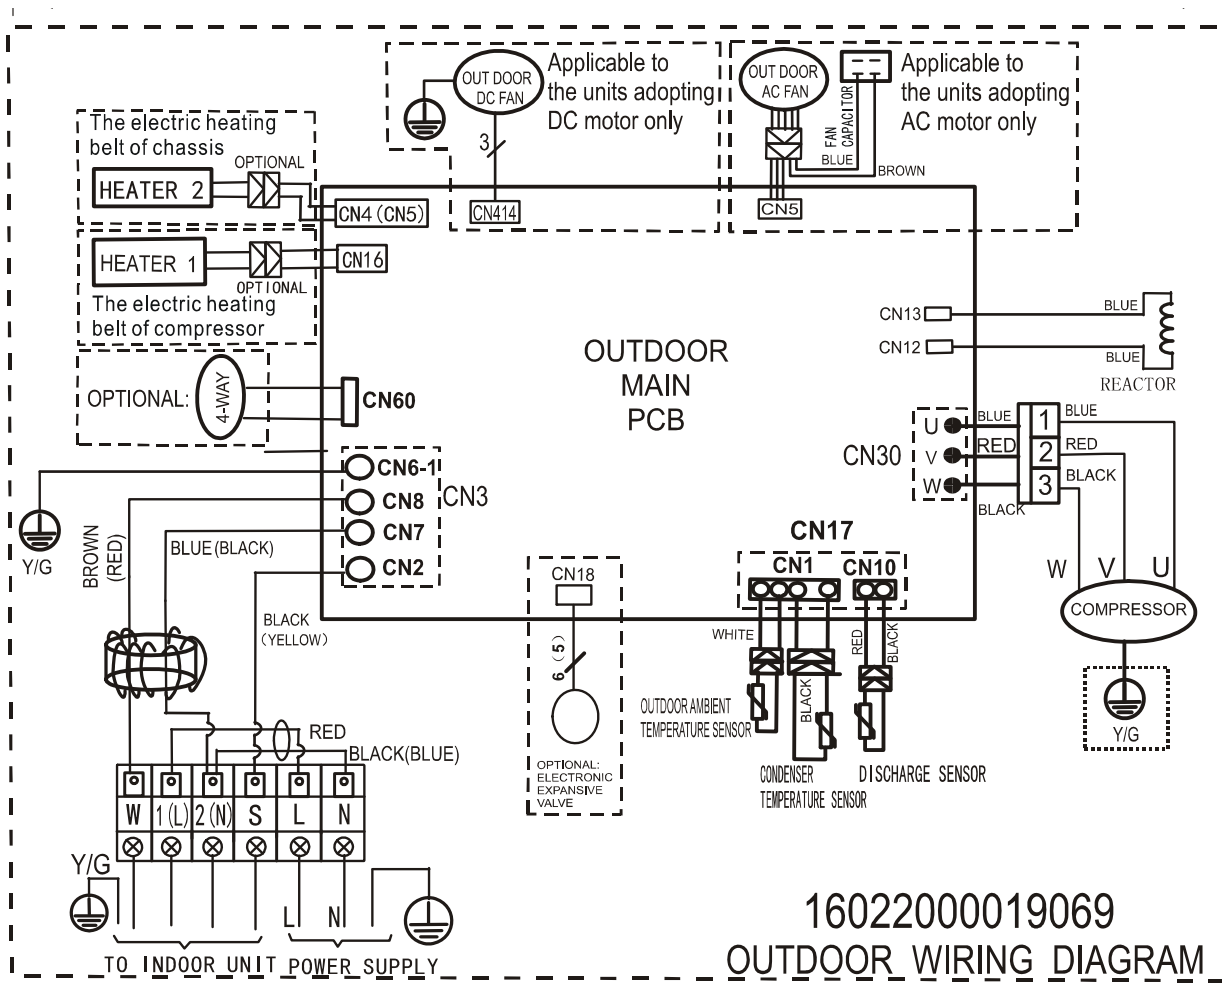 The electric heating
belt of chassis
OPTIONAL
HEATER 2
CN4(CN5)
HEATER 1
CN16
OPTIONAL
The electric heating
belt of compressor
OPTIONAL:
4-WAY
CN60
OUT DOOR
DC FAN
Applicable to
the units adopting
DC motor only
3
CN414
OUT DOOR
AC FAN
FAN
CAPACITOR
BLUE
BROWN
CN5
Applicable to
the units adopting
AC motor only
CN13
BLUE
CN12
BLUE
REACTOR
OUTDOOR
MAIN
PCB
CN30
U
V
W
BLUE
RED
BLACK
1
2
3
BLUE
RED
BLACK
W
V
U
COMPRESSOR
Y/G
CN6-1
CN8
CN7
CN2
CN3
Y/G
BROWN
(RED)
BLUE(BLACK)
BLACK
(YELLOW)
CN18
6 (5)
OPTIONAL:
ELECTRONIC
EXPANSIVE
VALVE
CN17
CN1
CN10
WHITE
BLACK
RED
BLACK
OUTDOOR AMBIENT
TEMPERATURE SENSOR
CONDENSER
TEMPERATURE SENSOR
DISCHARGE SENSOR
RED
BLACK(BLUE)
W
1(L)
2(N)
S
L
N
Y/G
L
N
TO INDOOR UNIT
POWER SUPPLY
16022000019069
OUTDOOR WIRING DIAGRAM